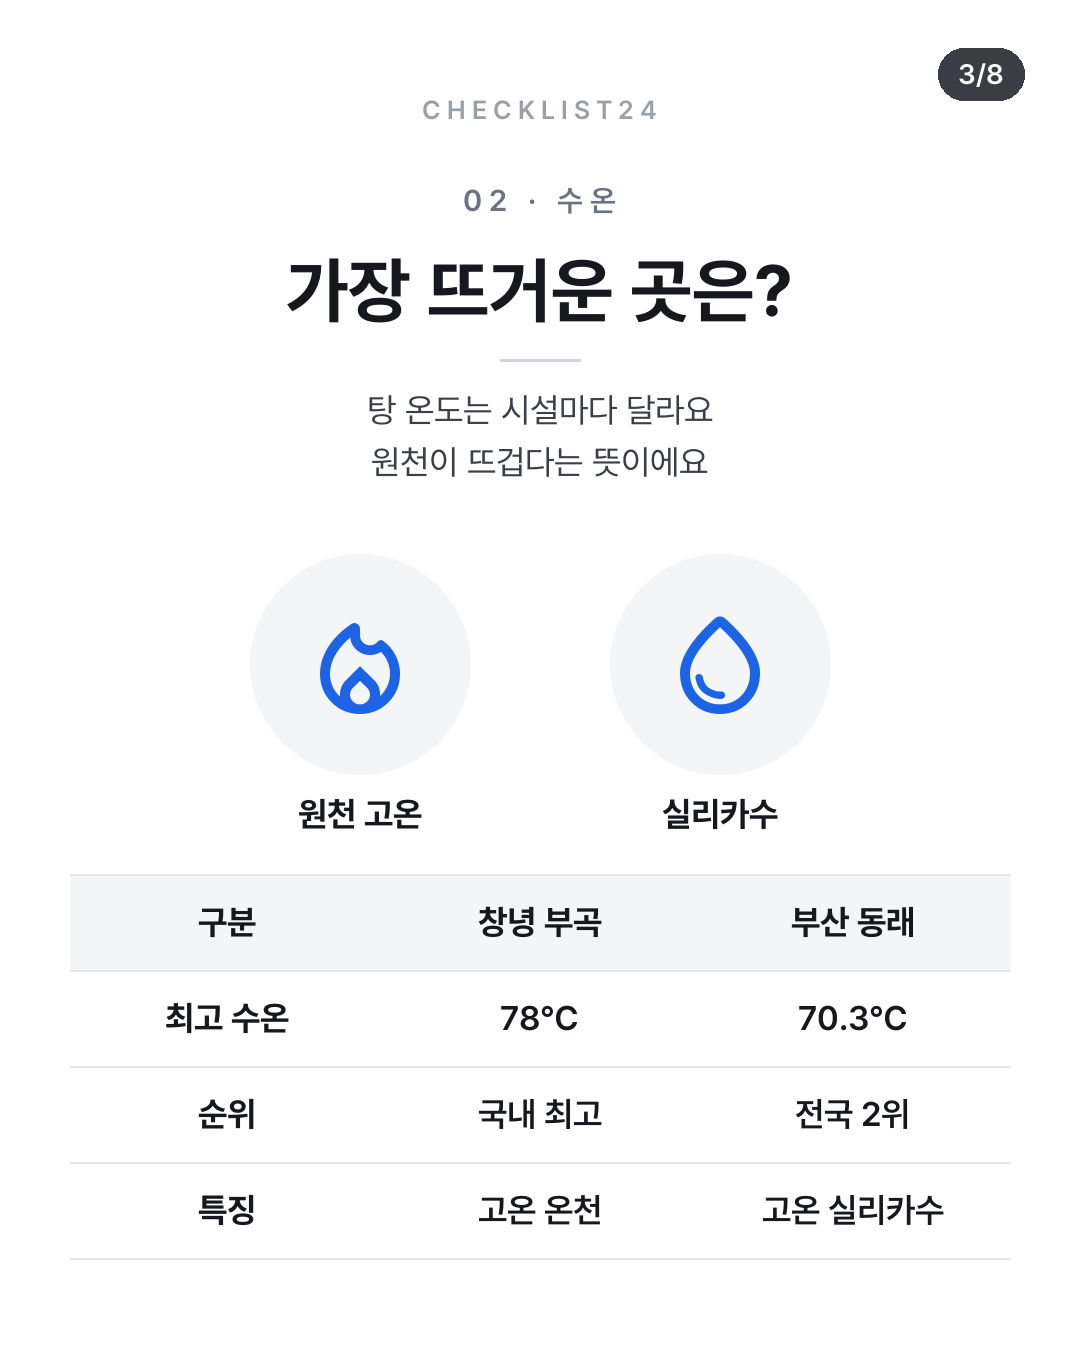 3/8
CHECKLIST24
02 · 수온
가장 뜨거운 곳은?
탕 온도는 시설마다 달라요
원천이 뜨겁다는 뜻이에요
원천 고온 실리카수
구분 창녕 부곡 부산 동래
최고 수온 78°C 70.3°C
순위 국내 최고 전국 2위
특징 고온 온천 고온 실리카수